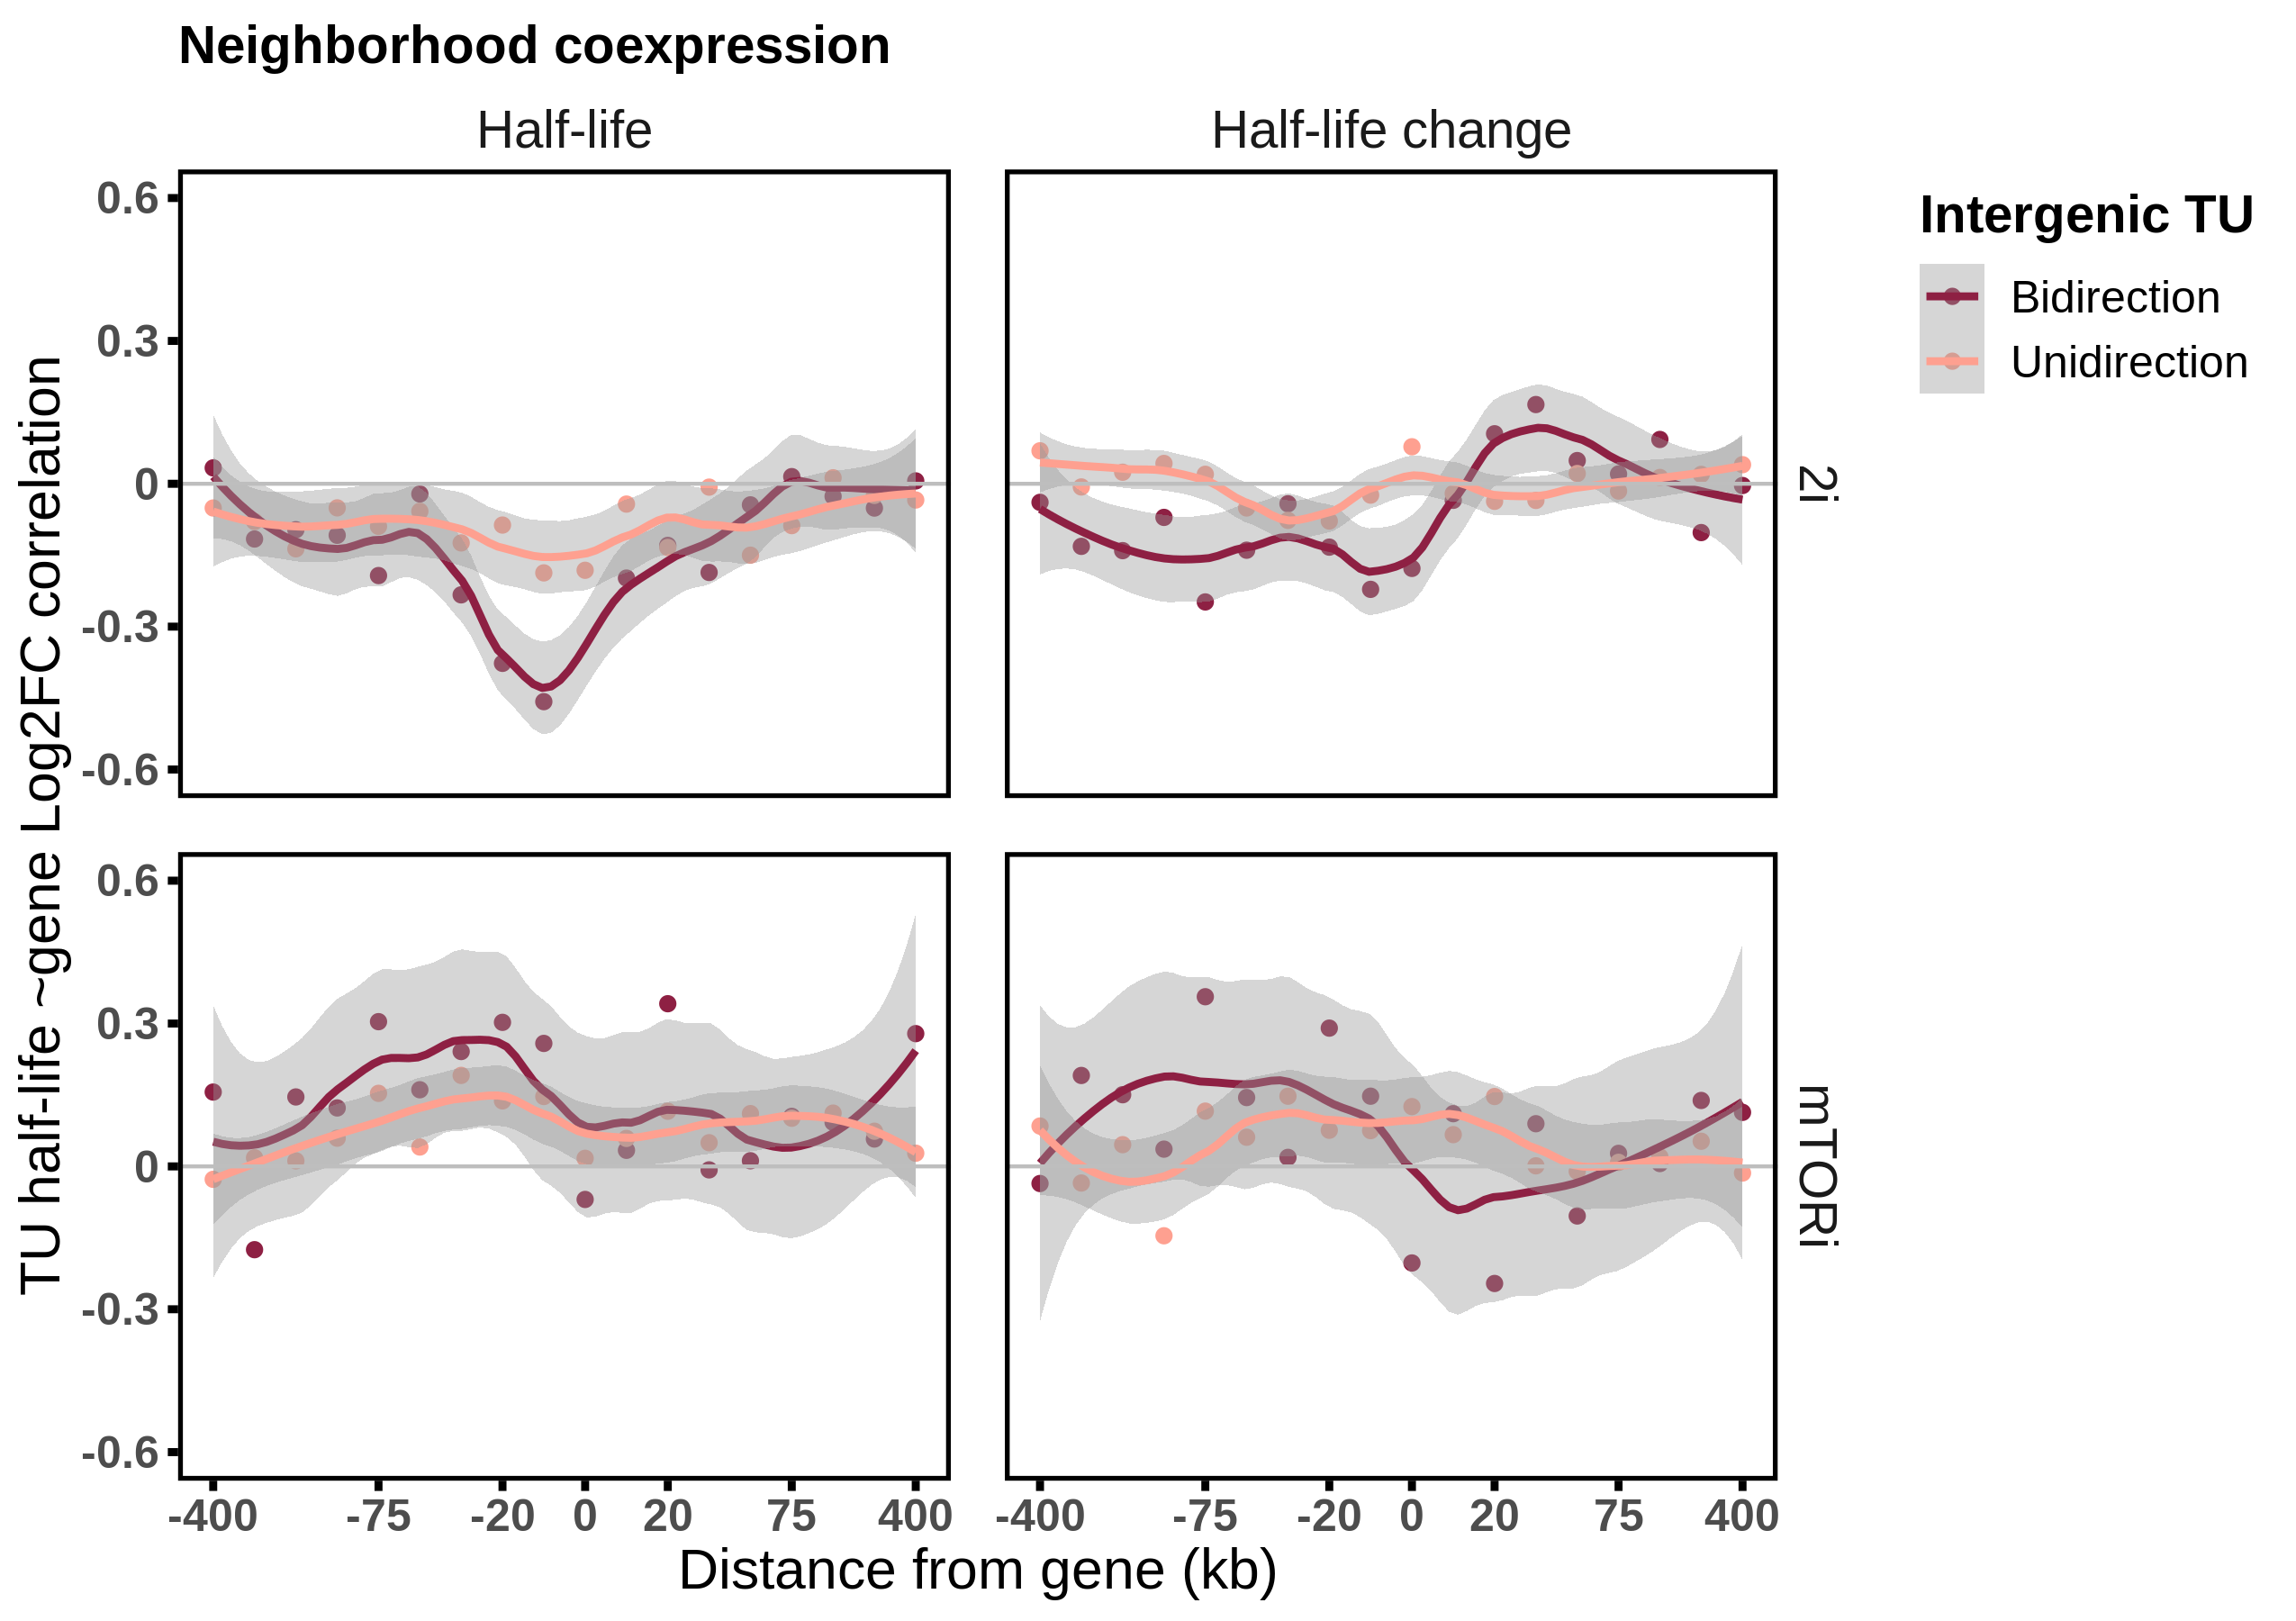 Neighborhood coexpression
Half-life
Half-life change
Intergenic TU
Bidirection
Unidirection
TU half-life ~gene Log2FC correlation
0.6
0.3
0
-0.3
-0.6
2i
0.6
0.3
0
-0.3
-0.6
mTORi
-400 -75 -20 0 20 75 400
-400 -75 -20 0 20 75 400
Distance from gene (kb)